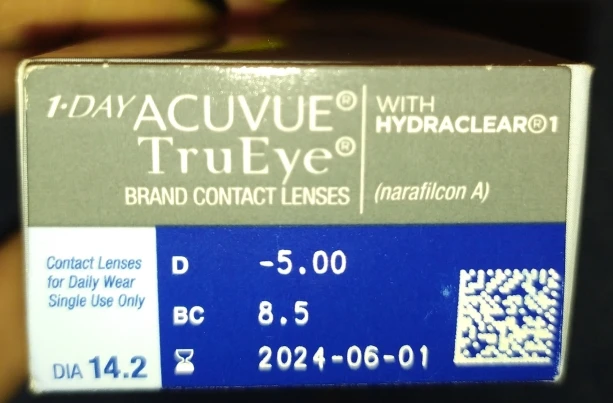 1·DAY ACUVUE® TruEye®
BRAND CONTACT LENSES
WITH
HYDRACLEAR®1
(narafilcon A)
Contact Lenses
for Daily Wear
Single Use Only
DIA 14.2
D -5.00
BC 8.5
2024-06-01